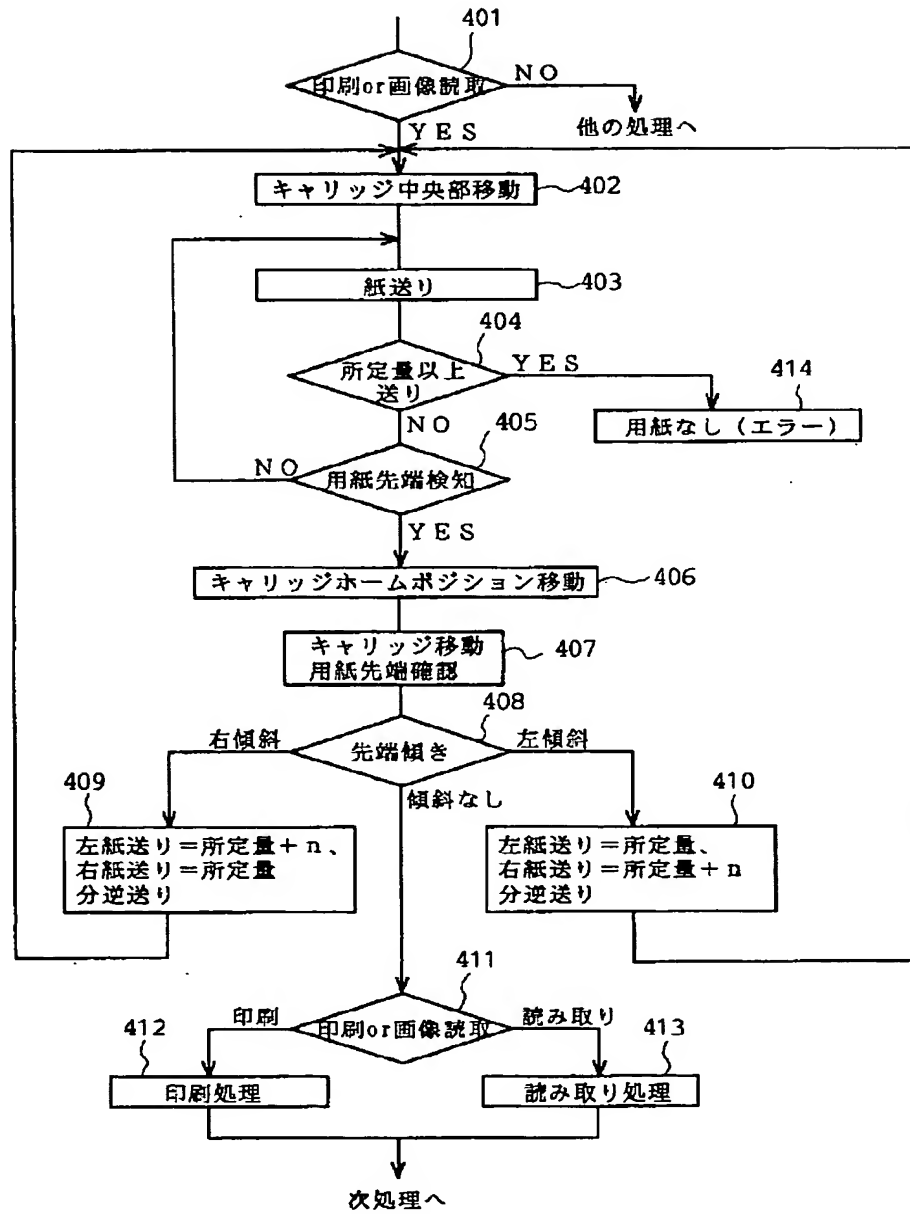 401
印刷or画像読取
NO
他の処理へ
YES
キャリッジ中央部移動
402
紙送り
403
404
所定量以上
送り
YES
414
用紙なし（エラー）
NO
405
用紙先端検知
NO
YES
キャリッジホームポジション移動
406
キャリッジ移動
用紙先端確認
407
408
先端傾き
右傾斜
左傾斜
傾斜なし
409
左紙送り＝所定量＋n、
右紙送り＝所定量
分逆送り
410
左紙送り＝所定量、
右紙送り＝所定量＋n
分逆送り
411
印刷or画像読取
印刷
読み取り
412
印刷処理
413
読み取り処理
次処理へ